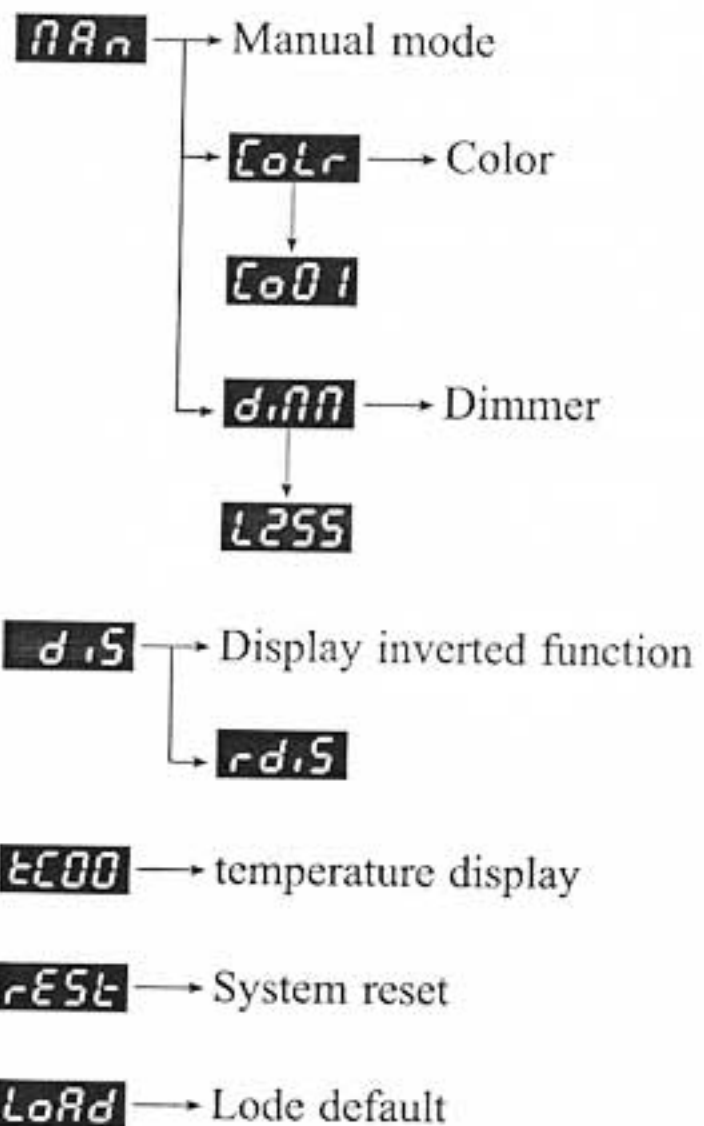 MAn Manual mode
CoLr Color
Co01
diMM Dimmer
L255
diS Display inverted function
rdiS
tC00 temperature display
rESt System reset
LoAd Lode default